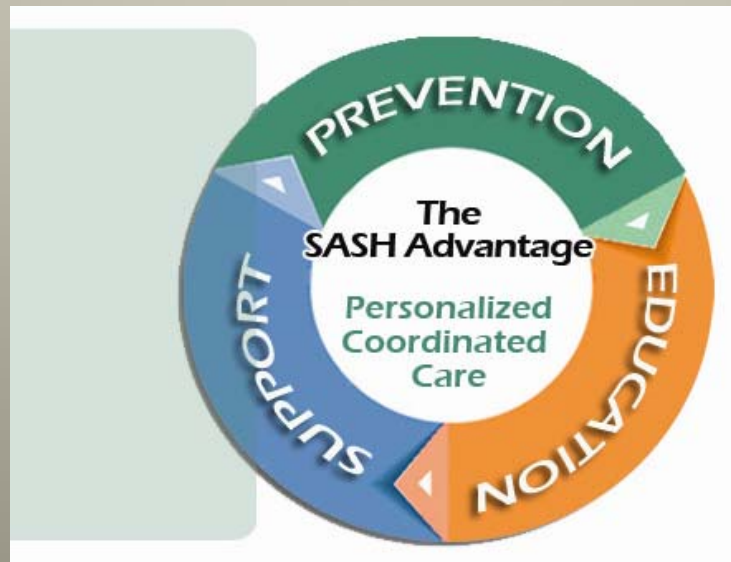 PREVENTION
The
SASH Advantage
Personalized
Coordinated
Care
EDUCATION
SUPPORT